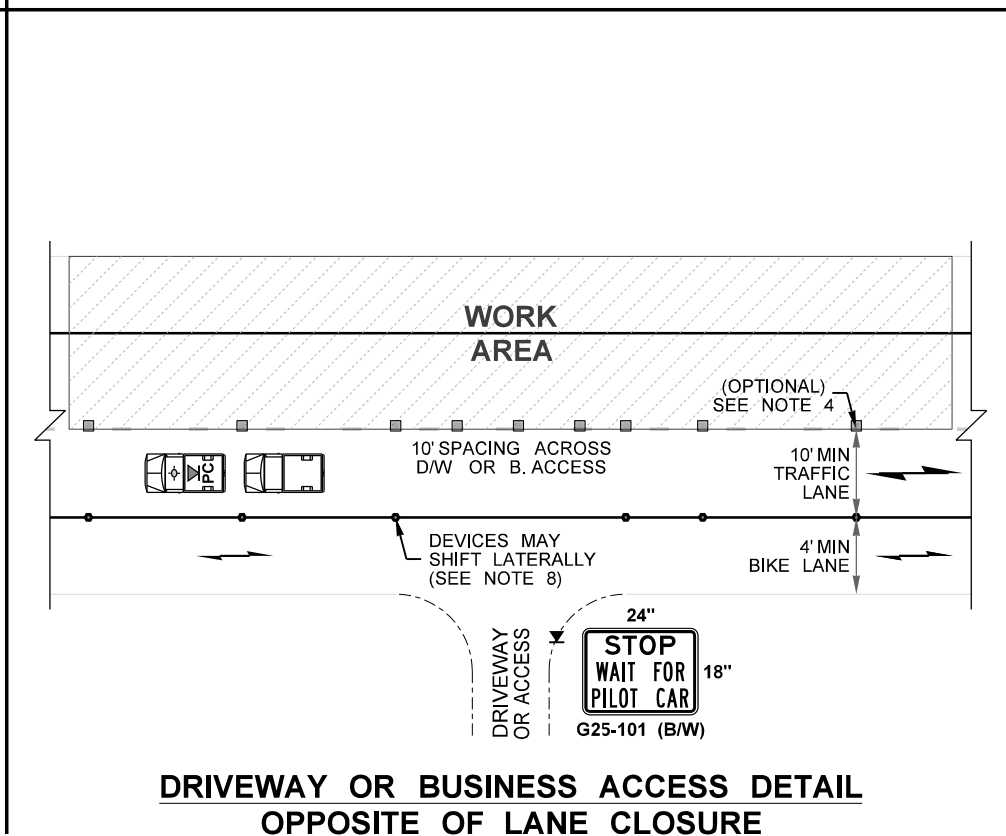 WORK
AREA
(OPTIONAL)
SEE NOTE 4
10' SPACING ACROSS
D/W OR B. ACCESS
10' MIN
TRAFFIC
LANE
PC
DEVICES MAY
SHIFT LATERALLY
(SEE NOTE 8)
4' MIN
BIKE LANE
DRIVEWAY
OR ACCESS
24"
STOP
WAIT FOR
PILOT CAR
18"
G25-101 (B/W)
DRIVEWAY OR BUSINESS ACCESS DETAIL
OPPOSITE OF LANE CLOSURE